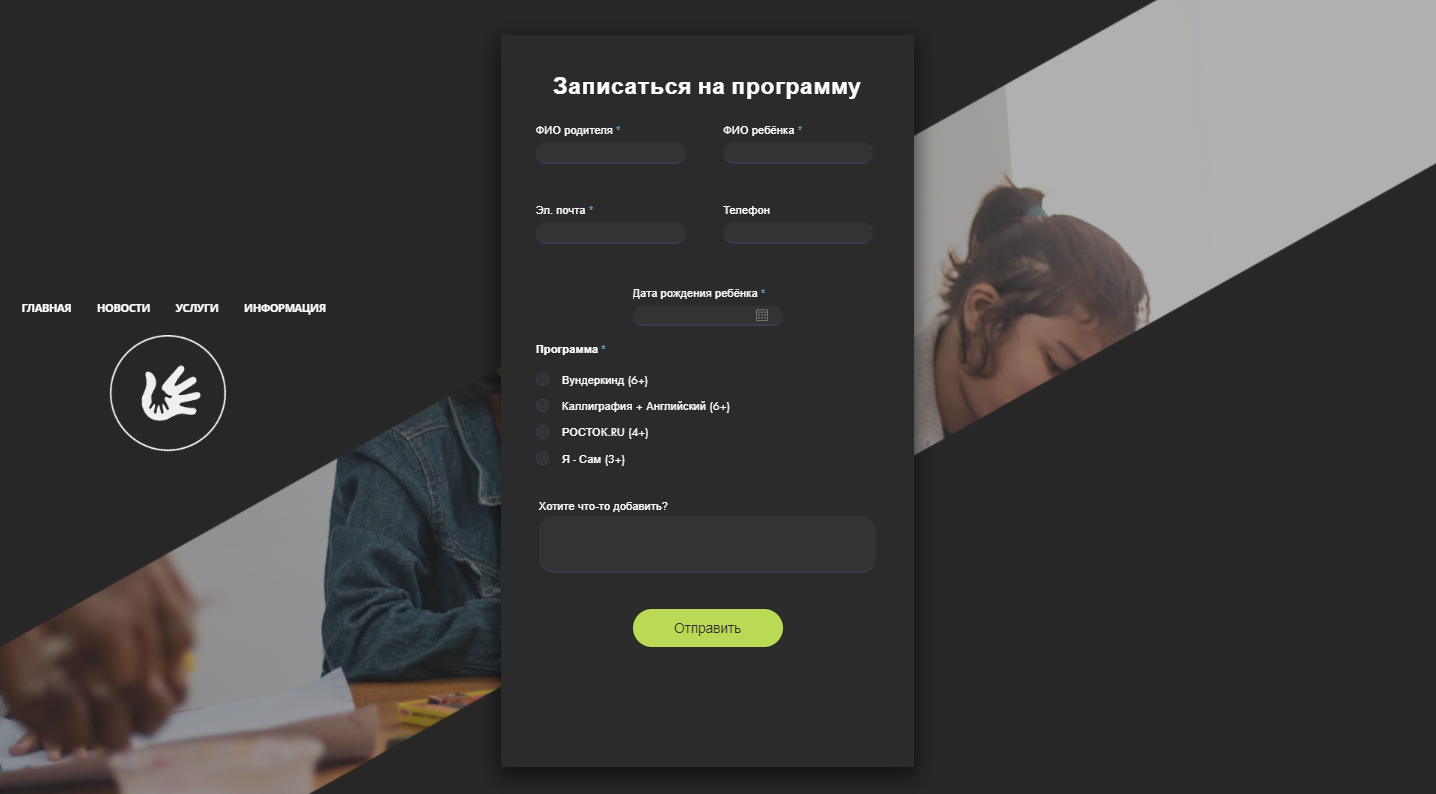 Записаться на программу
ФИО родителя * ФИО ребёнка *
Эл. почта * Телефон
Дата рождения ребёнка *
ГЛАВНАЯ НОВОСТИ УСЛУГИ ИНФОРМАЦИЯ
Программа *
Вундеркинд (6+)
Каллиграфия + Английский (6+)
РОСТОК.RU (4+)
Я - Сам (3+)
Хотите что-то добавить?
Отправить